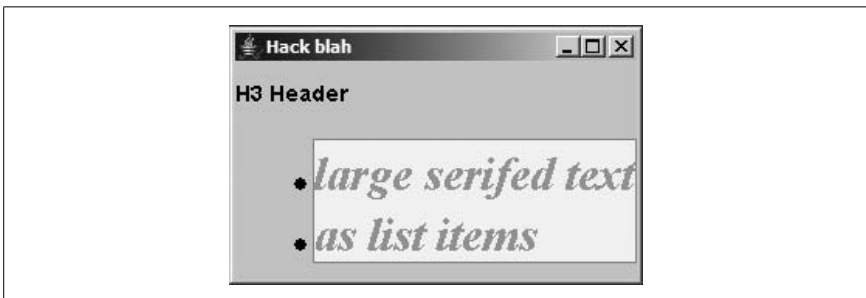 Hack blah
H3 Header
large serifed text
as list items